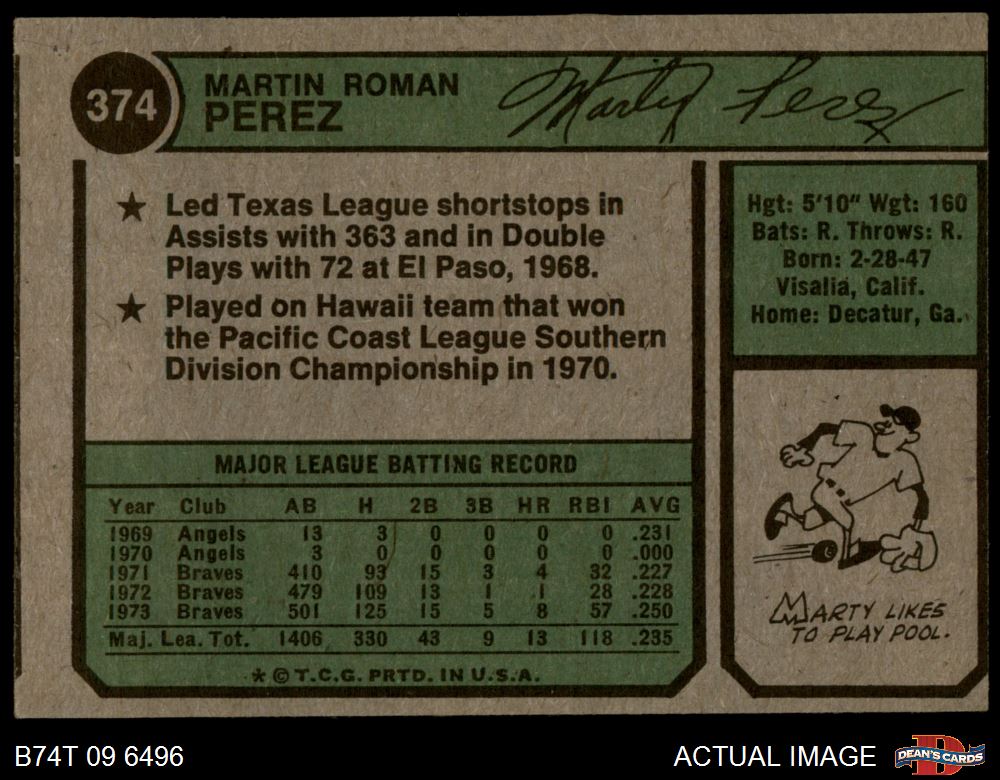 374
MARTIN ROMAN
PEREZ
Marty Perez
★ Led Texas League shortstops in
Assists with 363 and in Double
Plays with 72 at El Paso, 1968.
★ Played on Hawaii team that won
the Pacific Coast League Southern
Division Championship in 1970.
Hgt: 5'10" Wgt: 160
Bats: R. Throws: R.
Born: 2-28-47
Visalia, Calif.
Home: Decatur, Ga.
MAJOR LEAGUE BATTING RECORD
Year Club AB H 2B 3B HR RBI AVG
1969 Angels 13 3 0 0 0 0 .231
1970 Angels 3 0 0 0 0 0 .000
1971 Braves 410 93 15 3 4 32 .227
1972 Braves 479 109 13 1 1 28 .228
1973 Braves 501 125 15 5 8 57 .250
Maj. Lea. Tot. 1406 330 43 9 13 118 .235
* © T.C.G. PRTD. IN U.S.A.
MARTY LIKES
TO PLAY POOL.
B74T 09 6496
ACTUAL IMAGE
DEAN'S CARDS